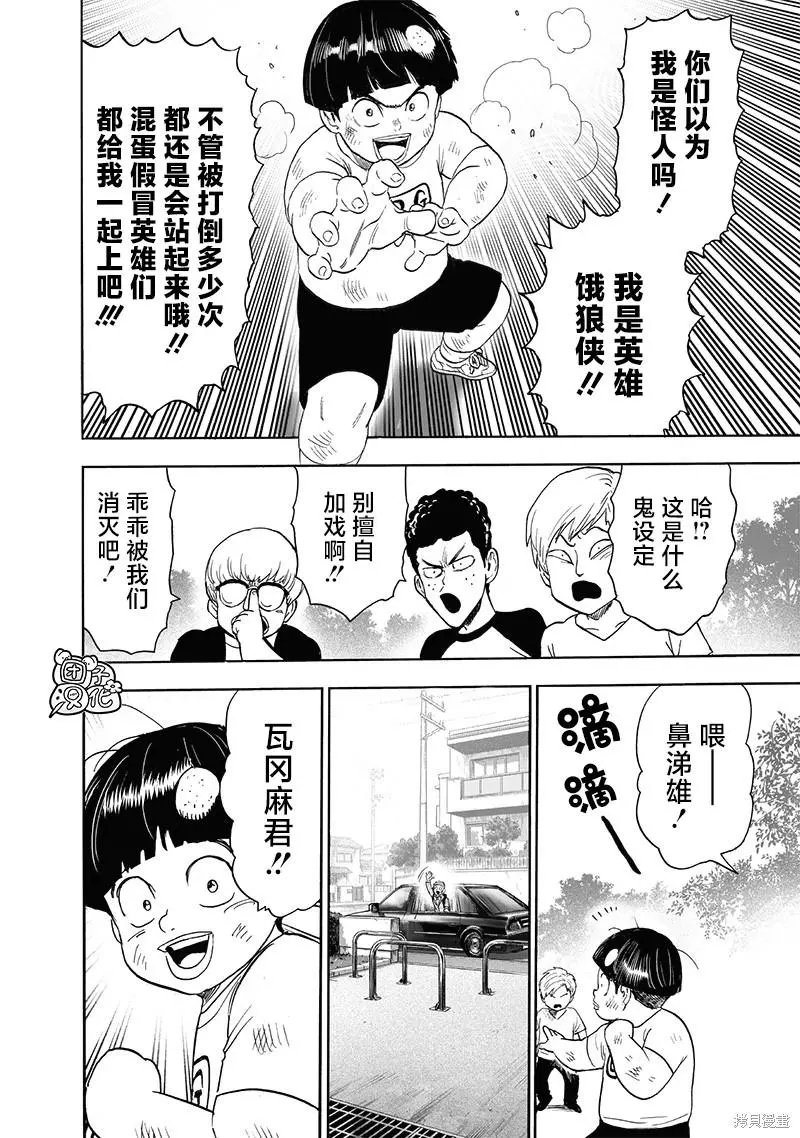 你们以为
我是怪人吗!
我是英雄
饿狼侠!!
不管被打倒多少次
都还是会站起来哦!!
混蛋假冒英雄们
都给我一起上吧!!!
哈!?
这是什么
鬼设定
别擅自
加戏啊!!
乖乖被我们
消灭吧!
喂——
鼻涕雄!
滴滴——
瓦冈麻君!!
团子汉化
拷贝漫画